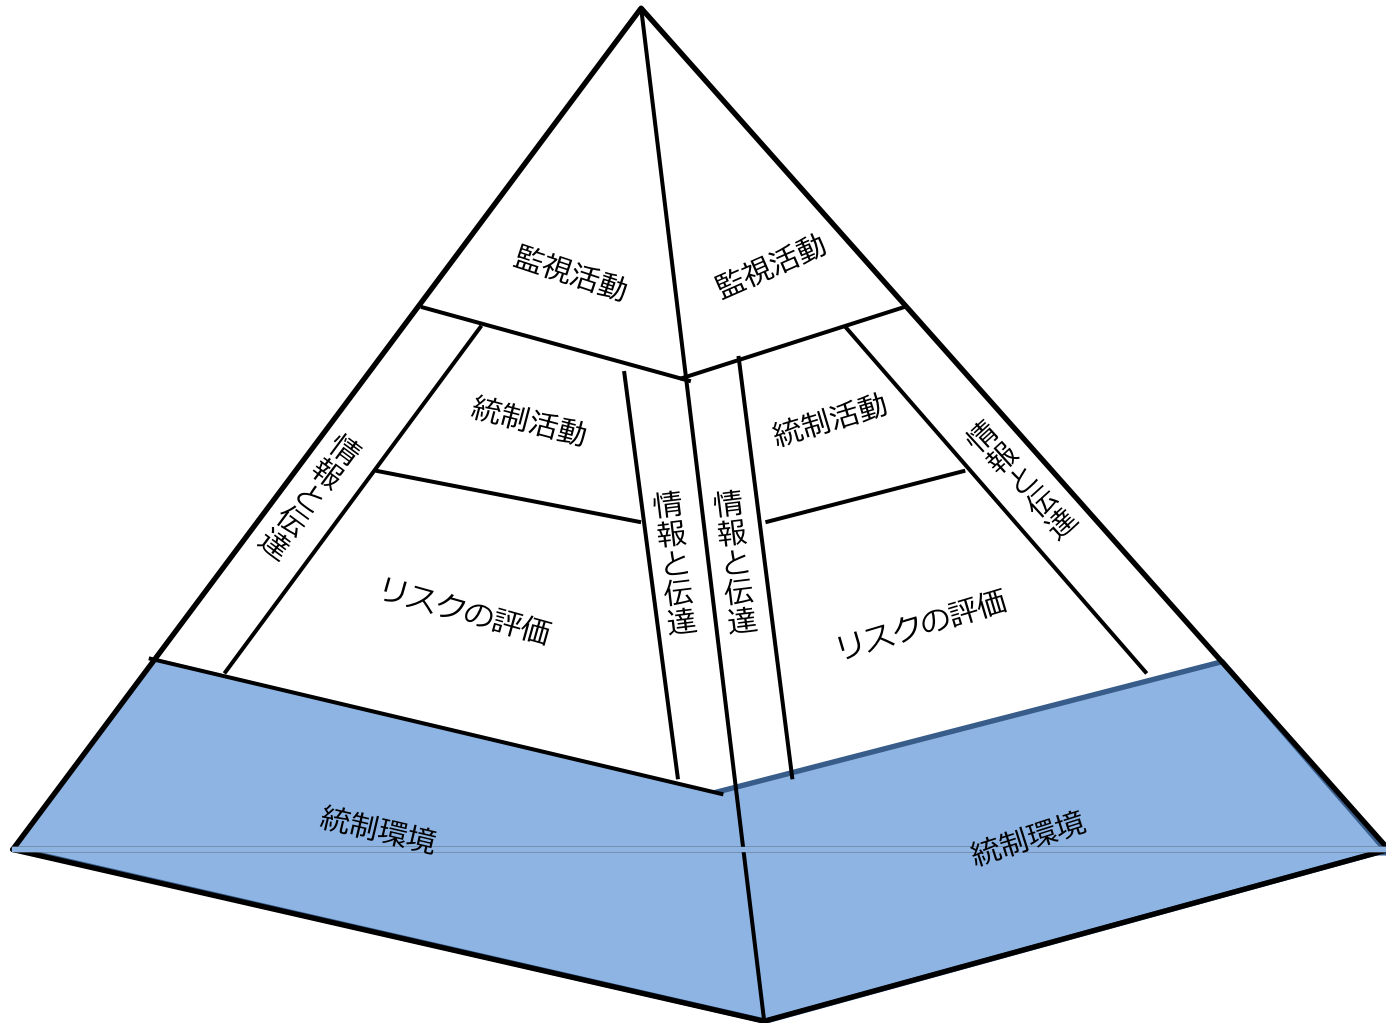 監視活動
監視活動
統制活動
統制活動
情報と伝達
情報と伝達
情報と伝達
情報と伝達
リスクの評価
リスクの評価
統制環境
統制環境